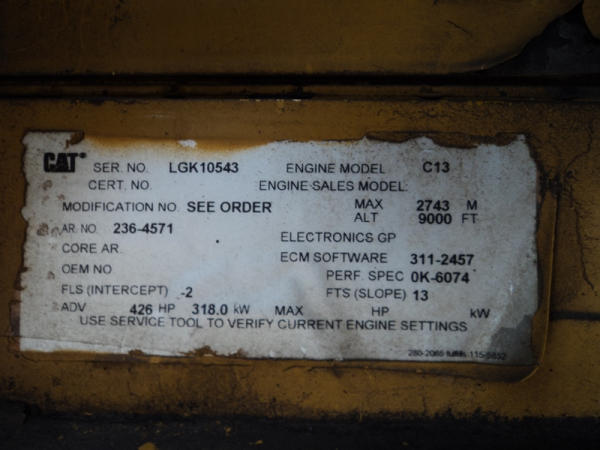 CAT SER. NO. LGK10543 ENGINE MODEL C13
CERT. NO. ENGINE SALES MODEL:
MODIFICATION NO. SEE ORDER MAX ALT 2743 M 9000 FT
AR. NO. 236-4571 ELECTRONICS GP
CORE AR. ECM SOFTWARE 311-2457
OEM NO PERF. SPEC 0K-6074
FLS (INTERCEPT) -2 FTS (SLOPE) 13
ADV 426 HP 318.0 kW MAX HP kW
USE SERVICE TOOL TO VERIFY CURRENT ENGINE SETTINGS